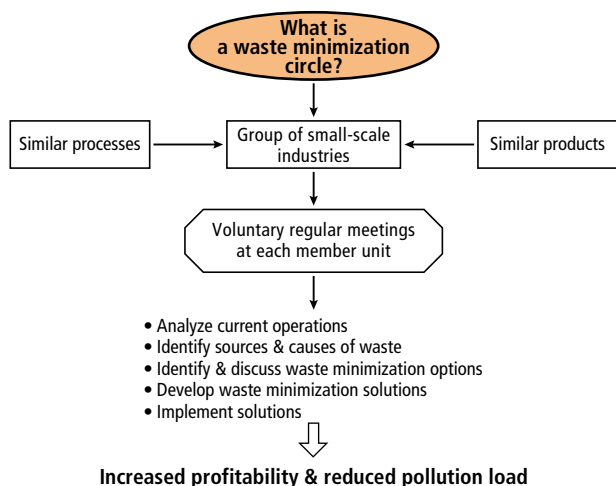 What is
a waste minimization
circle?
Similar processes
Group of small-scale
industries
Similar products
Voluntary regular meetings
at each member unit
• Analyze current operations
• Identify sources & causes of waste
• Identify & discuss waste minimization options
• Develop waste minimization solutions
• Implement solutions
Increased profitability & reduced pollution load